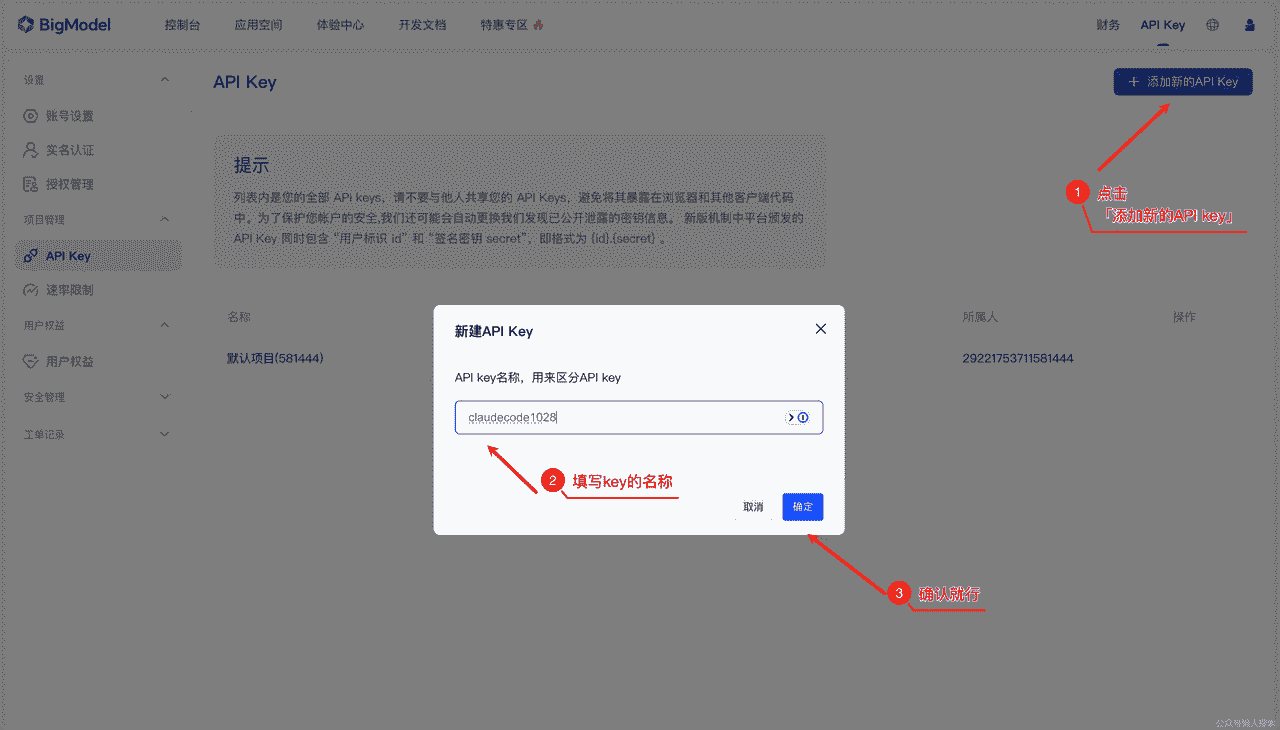 BigModel
控制台
应用空间
体验中心
开发文档
特惠专区
财务
API Key
设置
账号设置
实名认证
授权管理
项目管理
API Key
速率限制
用户权益
用户权益
安全管理
工单记录
API Key
+ 添加新的API Key
提示
列表内是您的全部 API keys，请不要与他人共享您的 API Keys，避免将其暴露在浏览器和其他客户端代码
中。为了保护您帐户的安全,我们还可能会自动更换我们发现已公开泄露的密钥信息。 新版机制中平台颁发的
API Key 同时包含 “用户标识 id” 和 “签名密钥 secret”，即格式为 {id}.{secret} 。
1 点击
「添加新的API key」
名称
所属人
操作
默认项目(581444)
29221753711581444
新建API Key
API key名称，用来区分API key
claudecode1028
2 填写key的名称
取消
确定
3 确认就行